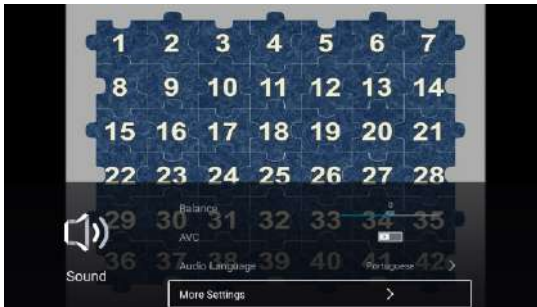 1 2 3 4 5 6 7
8 9 10 11 12 13 14
15 16 17 18 19 20 21
22 23 24 25 26 27 28
Balance 0
29 30 31 32 33 34 35
AVC
36 37 38 39 40 41 42
Audio Language Portuguese >
Sound
More Settings >